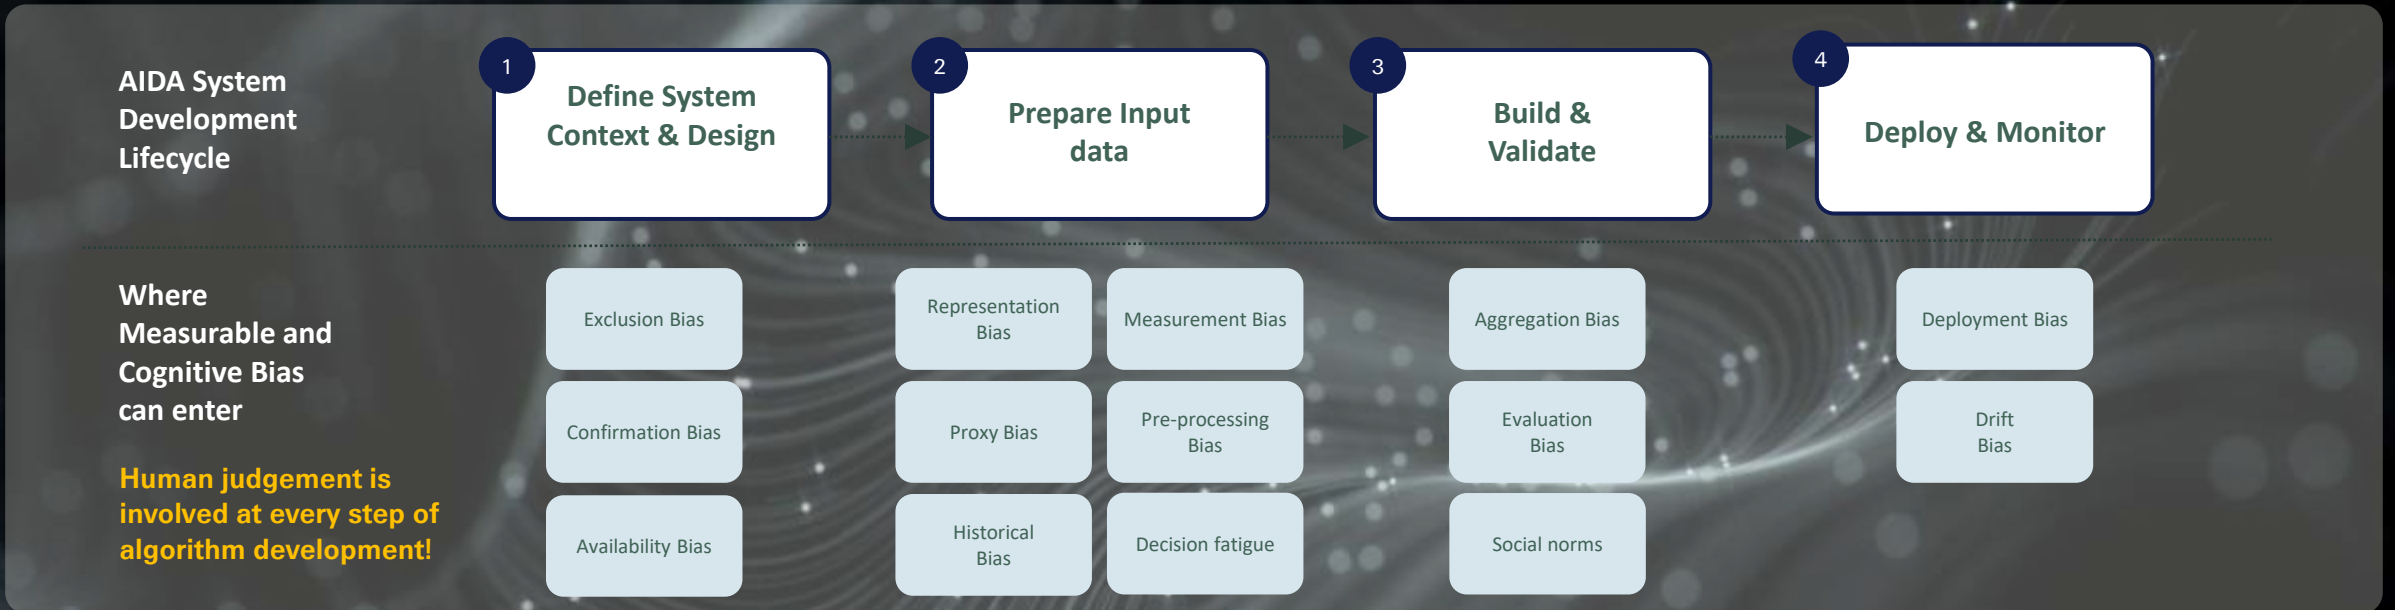 AIDA System
Development
Lifecycle
1
Define System
Context & Design
2
Prepare Input
data
3
Build &
Validate
4
Deploy & Monitor
Where
Measurable and
Cognitive Bias
can enter
Human judgement is
involved at every step of
algorithm development!
Exclusion Bias
Confirmation Bias
Availability Bias
Representation
Bias
Proxy Bias
Historical
Bias
Measurement Bias
Pre-processing
Bias
Decision fatigue
Aggregation Bias
Evaluation
Bias
Social norms
Deployment Bias
Drift
Bias